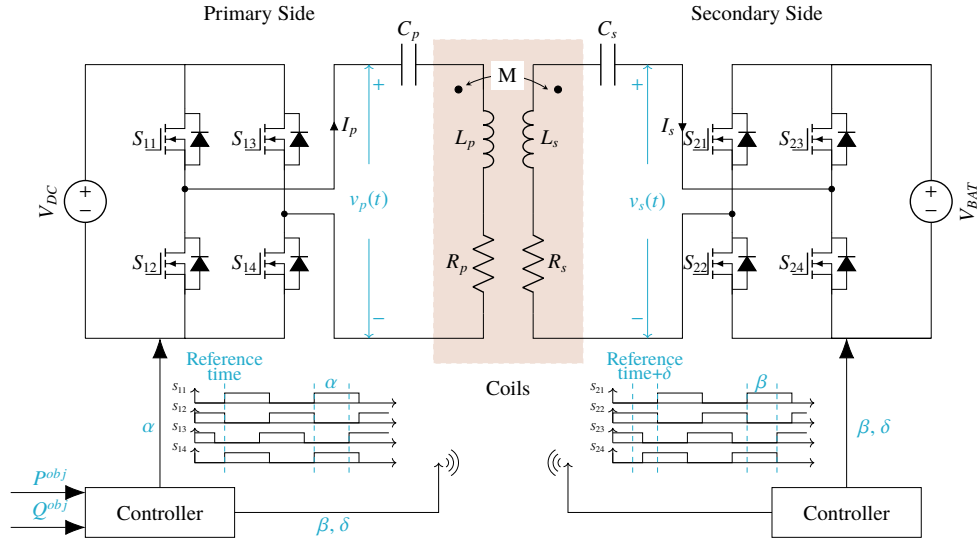 Primary Side
Secondary Side
C_p
C_s
M
+
+
S_11
S_13
I_p
L_p
L_s
I_s
S_21
S_23
V_DC
+
−
v_p(t)
v_s(t)
+
−
V_BAT
S_12
S_14
R_p
R_s
S_22
S_24
−
−
Reference
time
α
Coils
Reference
time+δ
β
s_11
s_12
s_13
s_14
s_21
s_22
s_23
s_24
α
β, δ
P^obj
Q^obj
Controller
β, δ
Controller